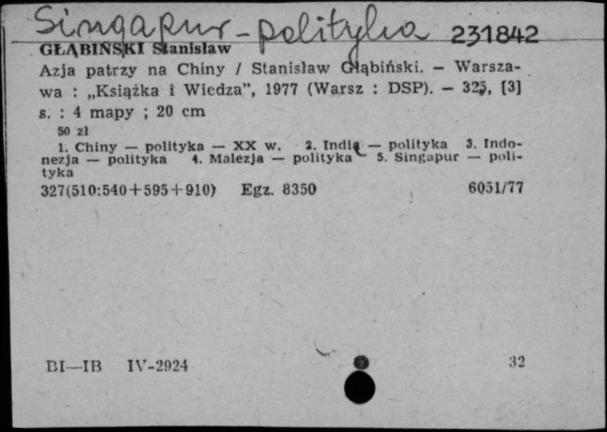 Singapur - polityka 231842
GŁĄBIŃSKI Stanisław
Azja patrzy na Chiny / Stanisław Głąbiński. — Warsza-
wa : „Książka i Wiedza”, 1977 (Warsz : DSP). — 325, [3]
s. : 4 mapy ; 20 cm
50 zł
1. Chiny — polityka — XX w. 2. Indie — polityka 3. Indo-
nezja — polityka 4. Malezja — polityka 5. Singapur — poli-
tyka
327(510:540+595+910) Egz. 8350 6051/77
BI—IB IV-2924 32